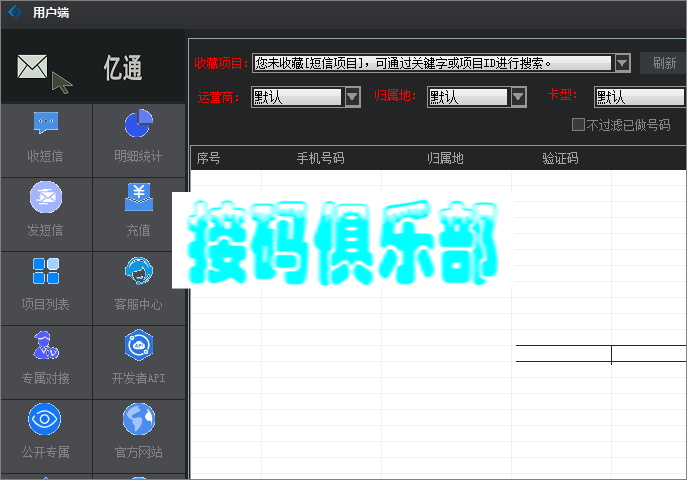 用户端
亿通
收藏项目: 您未收藏[短信项目]，可通过关键字或项目ID进行搜索。 刷新
运营商: 默认 归属地: 默认 卡型: 默认
不过滤已做号码
序号 手机号码 归属地 验证码
收短信 明细统计
发短信 充值
接码俱乐部
项目列表 客服中心
专属对接 开发者API
公开专属 官方网站